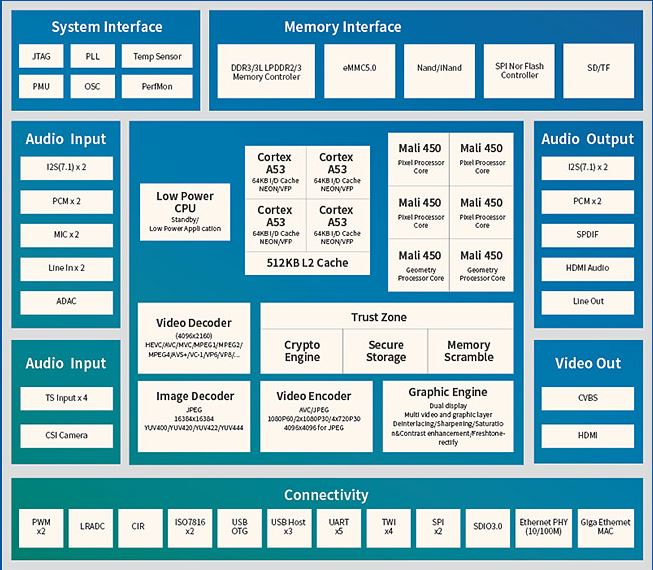 System Interface
JTAG
PLL
Temp Sensor
PMU
OSC
PerfMon
Memory Interface
DDR3/3L LPDDR2/3
Memory Controler
eMMC5.0
Nand/iNand
SPI Nor Flash
Controller
SD/TF
Audio Input
I2S(7.1) x 2
PCM x 2
MIC x 2
Line In x 2
ADAC
Low Power
CPU
Standby/
Low Power Application
Cortex
A53
64KB I/D Cache
NEON/VFP
Cortex
A53
64KB I/D Cache
NEON/VFP
Cortex
A53
64KB I/D Cache
NEON/VFP
Cortex
A53
64KB I/D Cache
NEON/VFP
512KB L2 Cache
Mali 450
Pixel Processor
Core
Mali 450
Pixel Processor
Core
Mali 450
Pixel Processor
Core
Mali 450
Pixel Processor
Core
Mali 450
Geometry
Processor Core
Mali 450
Geometry
Processor Core
Audio Output
I2S(7.1) x 2
PCM x 2
SPDIF
HDMI Audio
Line Out
Video Decoder
(4096x2160)
HEVC/AVC/MVC/MPEG1/MPEG2/
MPEG4/AVS+/VC-1/VP6/VP8/...
Trust Zone
Crypto
Engine
Secure
Storage
Memory
Scramble
Audio Input
TS Input x 4
CSI Camera
Image Decoder
JPEG
16384x16384
YUV400/YUV420/YUV422/YUV444
Video Encoder
AVC/JPEG
1080P60/2x1080P30/4x720P30
4096x4096 for JPEG
Graphic Engine
Dual display
Multi video and graphic layer
Deinterlacing/Sharpening/Saturatio
n&Contrast enhancement/Freshtone-
rectify
Video Out
CVBS
HDMI
Connectivity
PWM
x2
LRADC
CIR
ISO7816
x2
USB
OTG
USB Host
x3
UART
x5
TWI
x4
SPI
x2
SDIO3.0
Ethernet PHY
(10/100M)
Giga Ethernet
MAC